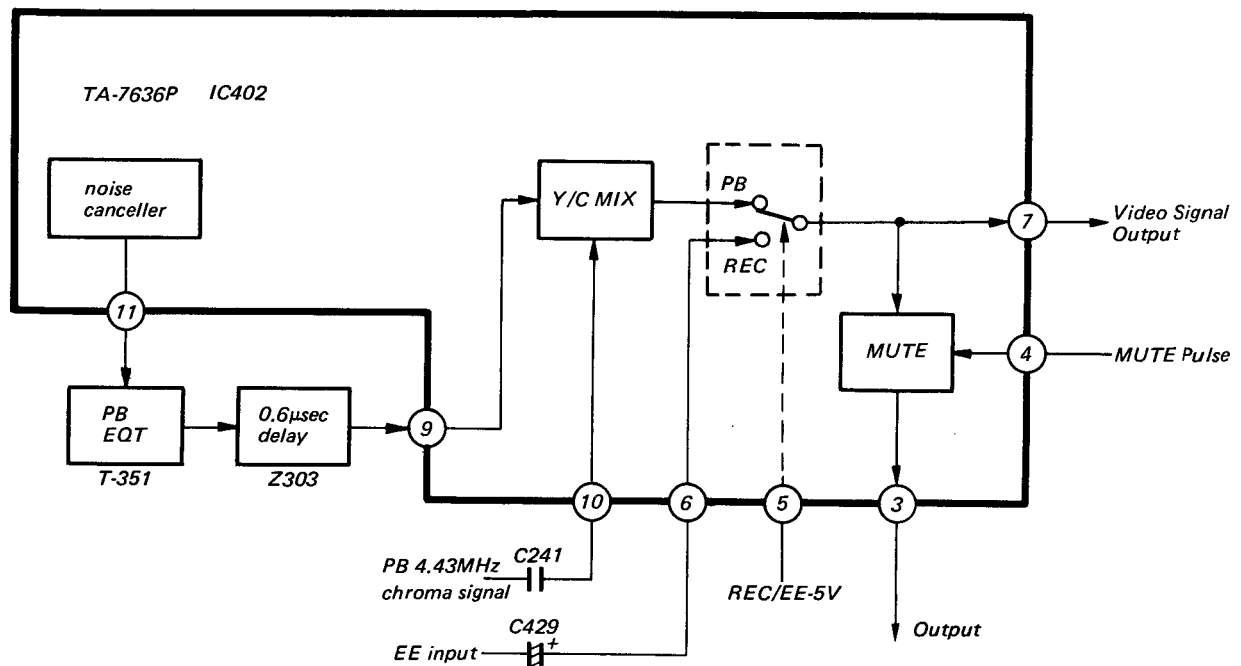 TA-7636P IC402
noise
canceller
Y/C MIX
PB
REC
7
Video Signal
Output
11
MUTE
4
MUTE Pulse
PB
EQT
T-351
0.6μsec
delay
Z303
9
10
6
5
3
PB 4.43MHz
chroma signal
C241
REC/EE-5V
C429
+
EE input
Output